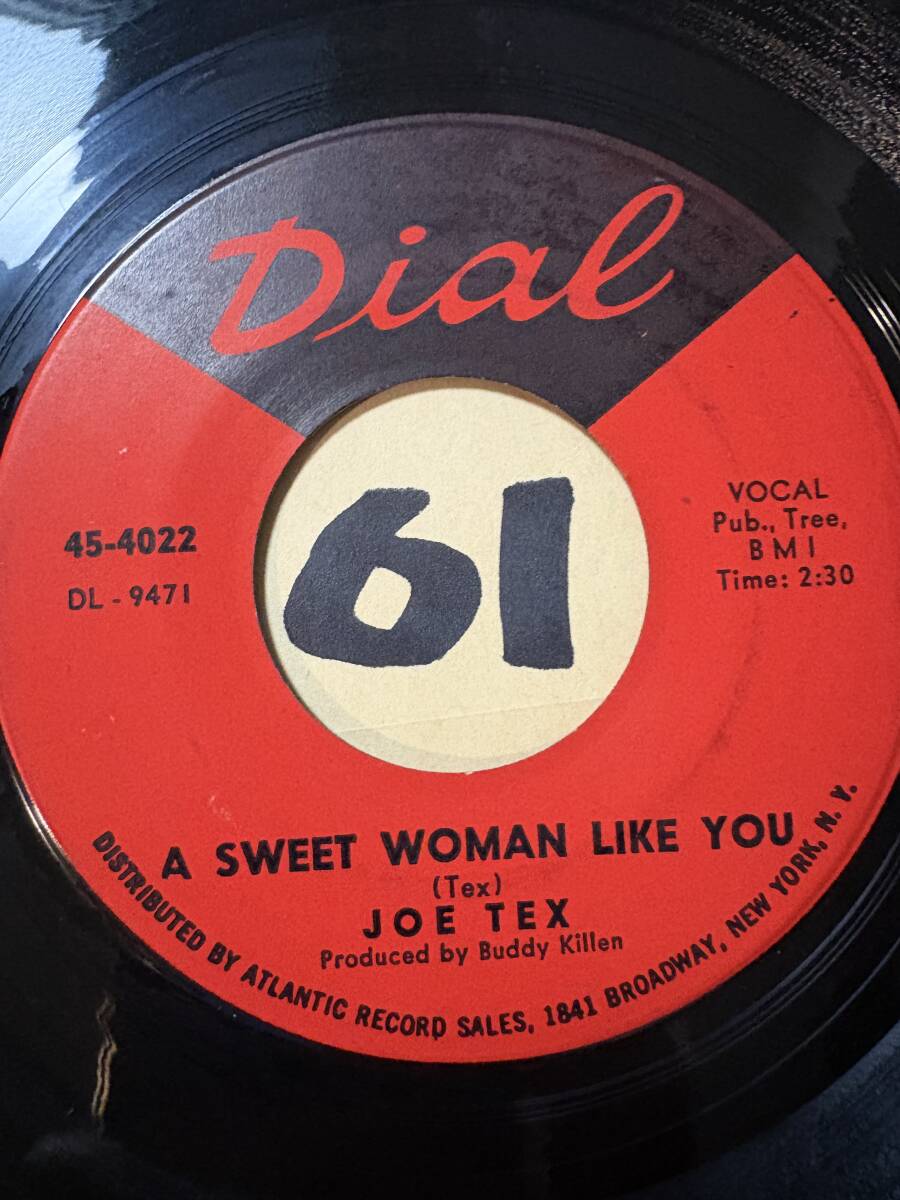 Dial
45-4022
DL - 9471
61
VOCAL
Pub., Tree,
B M I
Time: 2:30
A SWEET WOMAN LIKE YOU
(Tex)
JOE TEX
Produced by Buddy Killen
DISTRIBUTED BY ATLANTIC RECORD SALES, 1841 BROADWAY, NEW YORK, N. Y.